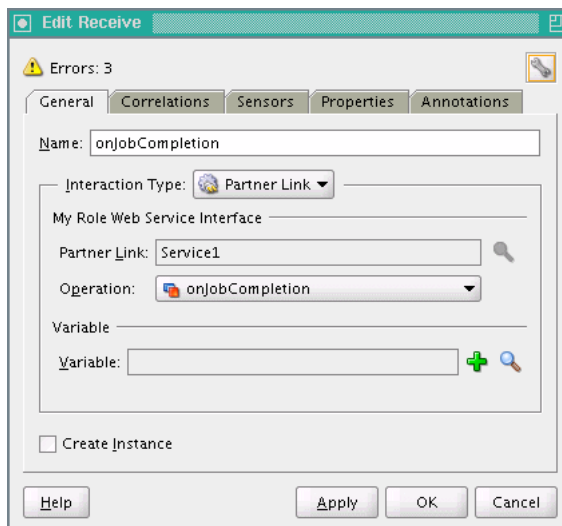 Edit Receive
Errors: 3
General Correlations Sensors Properties Annotations
Name: onJobCompletion
Interaction Type: Partner Link
My Role Web Service Interface
Partner Link: Service1
Operation: onJobCompletion
Variable
Variable:
Create Instance
Help Apply OK Cancel